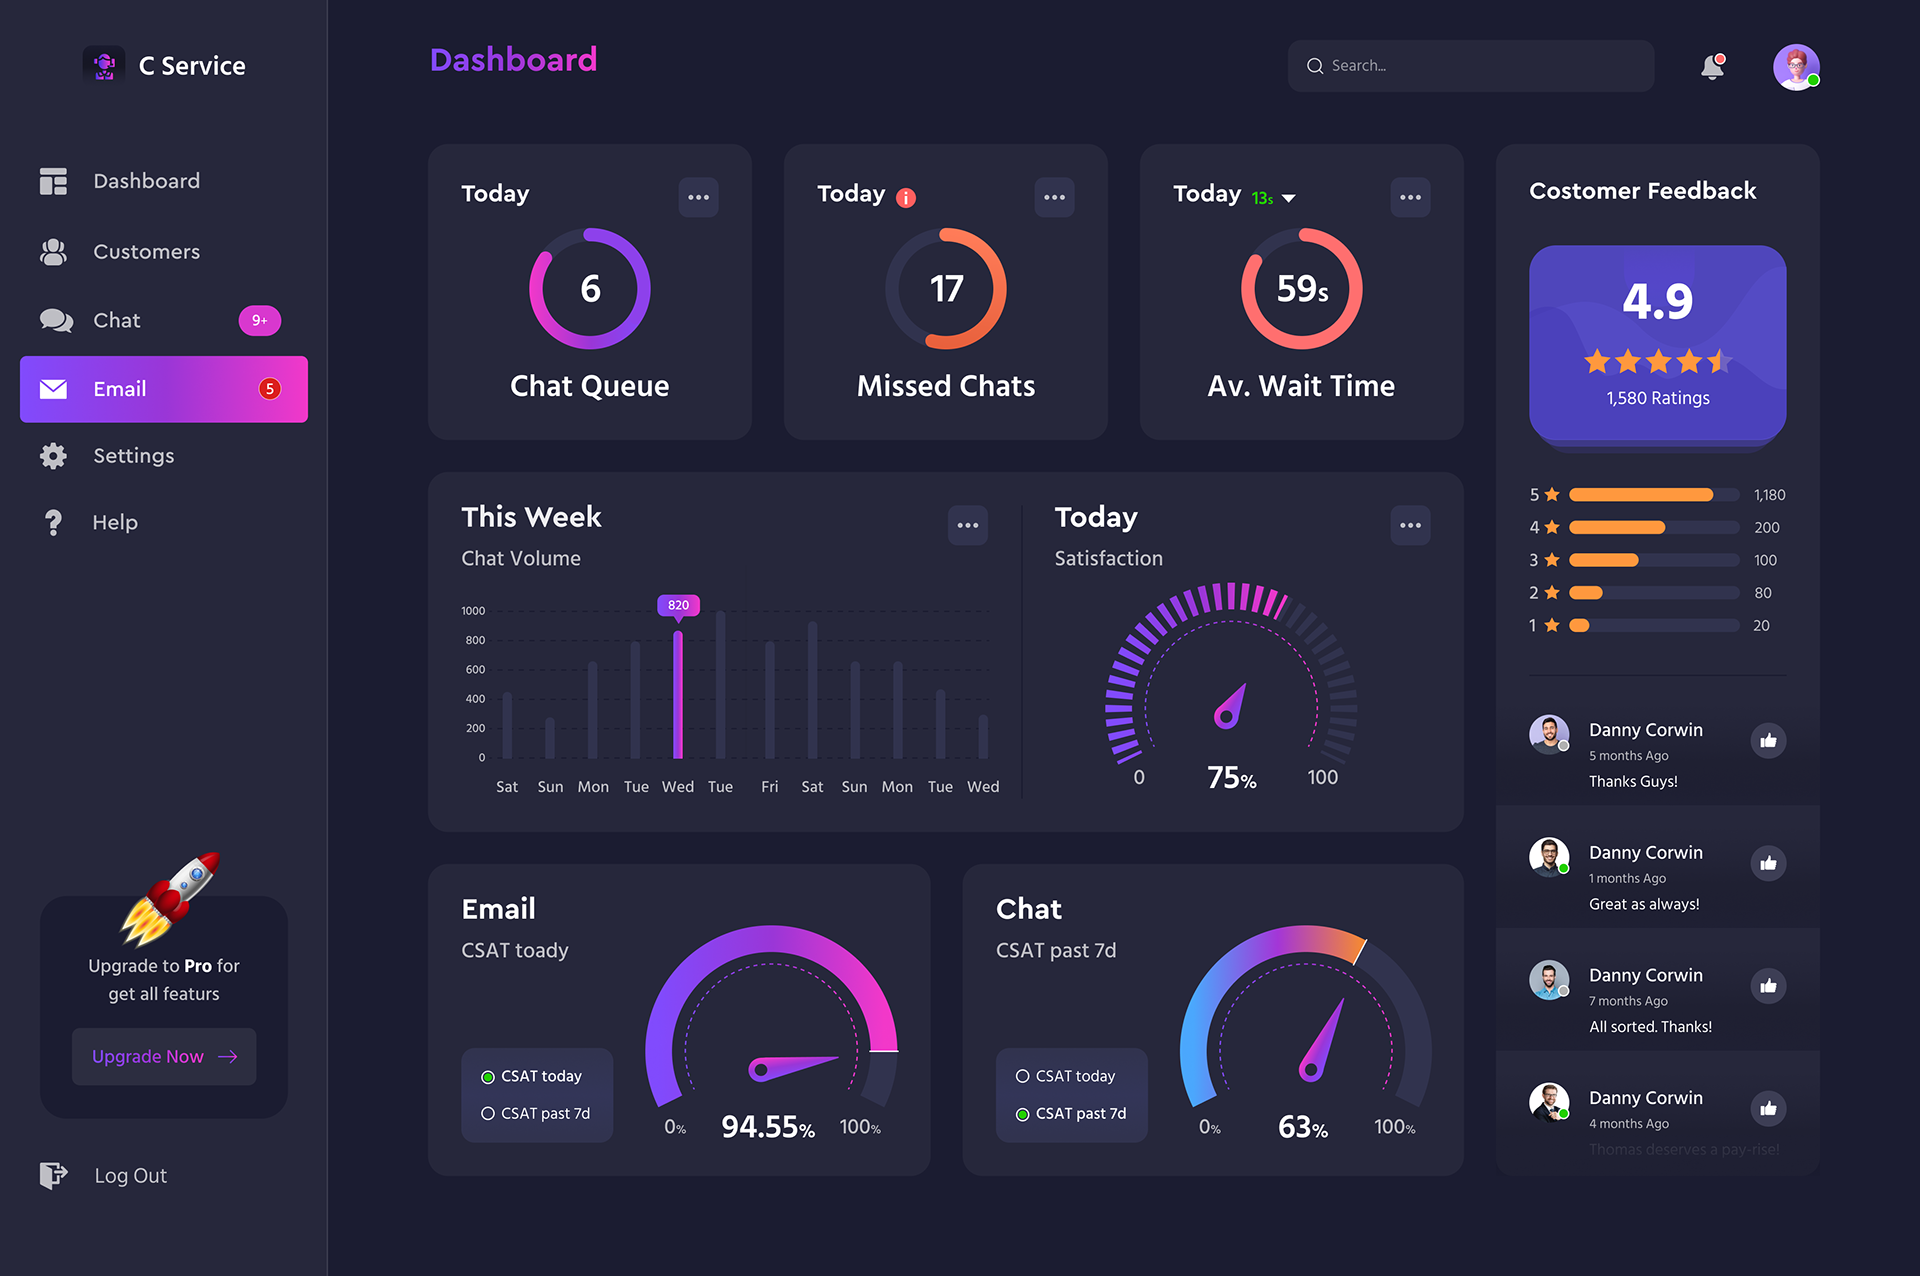 C Service
Dashboard
Customers
Chat 9+
Email 5
Settings
Help
Upgrade to Pro for
get all featurs
Upgrade Now
Log Out
Dashboard
Search...
Today
6
Chat Queue
Today
17
Missed Chats
Today 13s
59s
Av. Wait Time
This Week
Chat Volume
820
1000
800
600
400
200
0
Sat Sun Mon Tue Wed Tue Fri Sat Sun Mon Tue Wed
Today
Satisfaction
0 75% 100
Email
CSAT toady
CSAT today
CSAT past 7d
0% 94.55% 100%
Chat
CSAT past 7d
CSAT today
CSAT past 7d
0% 63% 100%
Costomer Feedback
4.9
1,580 Ratings
5 1,180
4 200
3 100
2 80
1 20
Danny Corwin
5 months Ago
Thanks Guys!
Danny Corwin
1 months Ago
Great as always!
Danny Corwin
7 months Ago
All sorted. Thanks!
Danny Corwin
4 months Ago
Thomas deserves a pay-rise!